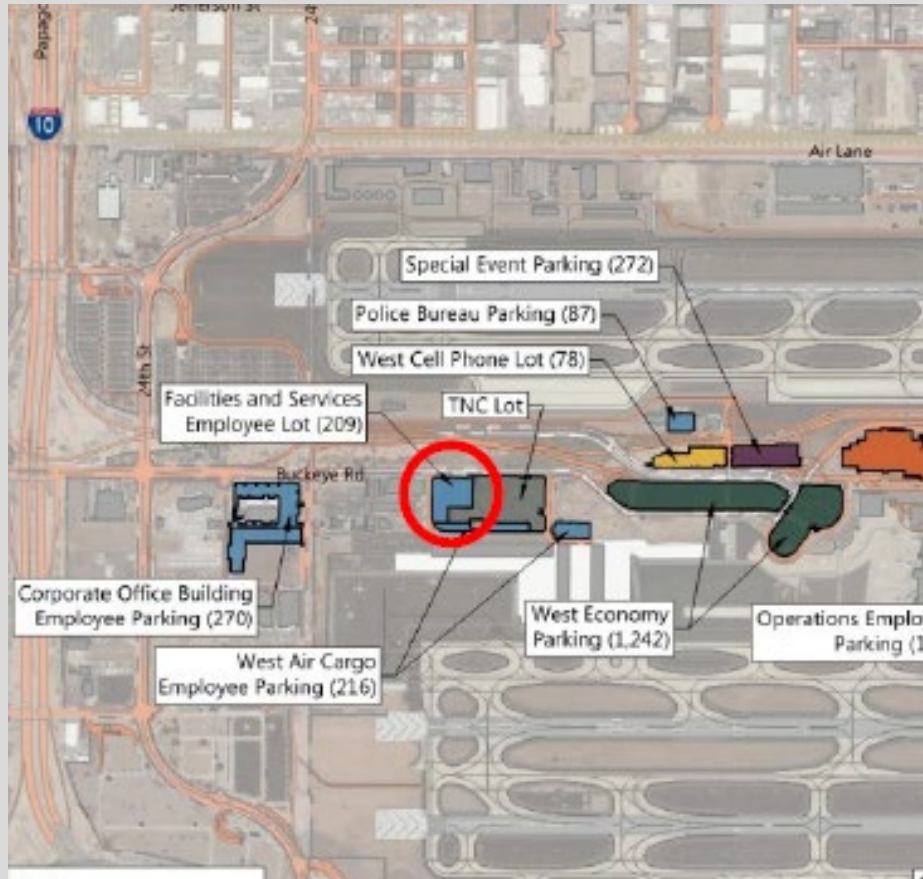 Jefferson St
Papago
24th
10
Air Lane
Special Event Parking (272)
Police Bureau Parking (87)
West Cell Phone Lot (78)
24th St
Facilities and Services
Employee Lot (209)
TNC Lot
Buckeye Rd
Corporate Office Building
Employee Parking (270)
West Economy
Parking (1,242)
Operations Emplo
Parking (1
West Air Cargo
Employee Parking (216)